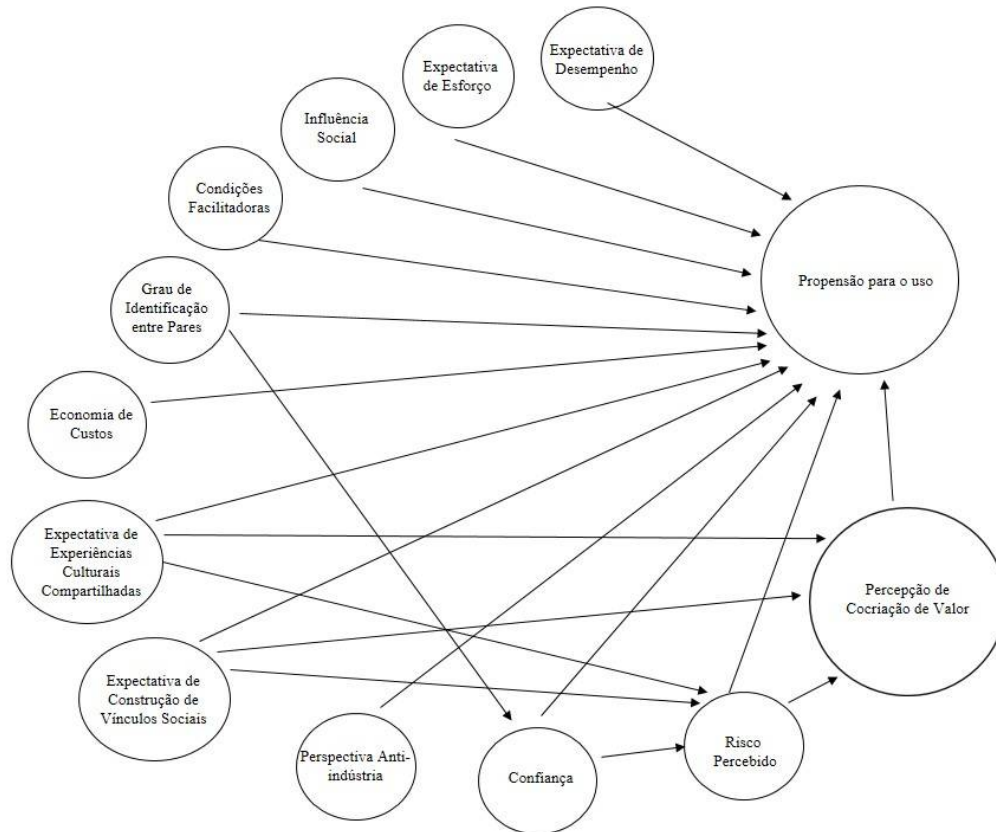 Expectativa de
Desempenho
Expectativa
de Esforço
Influência
Social
Condições
Facilitadoras
Grau de
Identificação
entre Pares
Propensão para o uso
Economia de
Custos
Expectativa de
Experiências
Culturais
Compartilhadas
Percepção de
Cocriação de Valor
Expectativa de
Construção de
Vínculos Sociais
Perspectiva Anti-
indústria
Confiança
Risco
Percebido